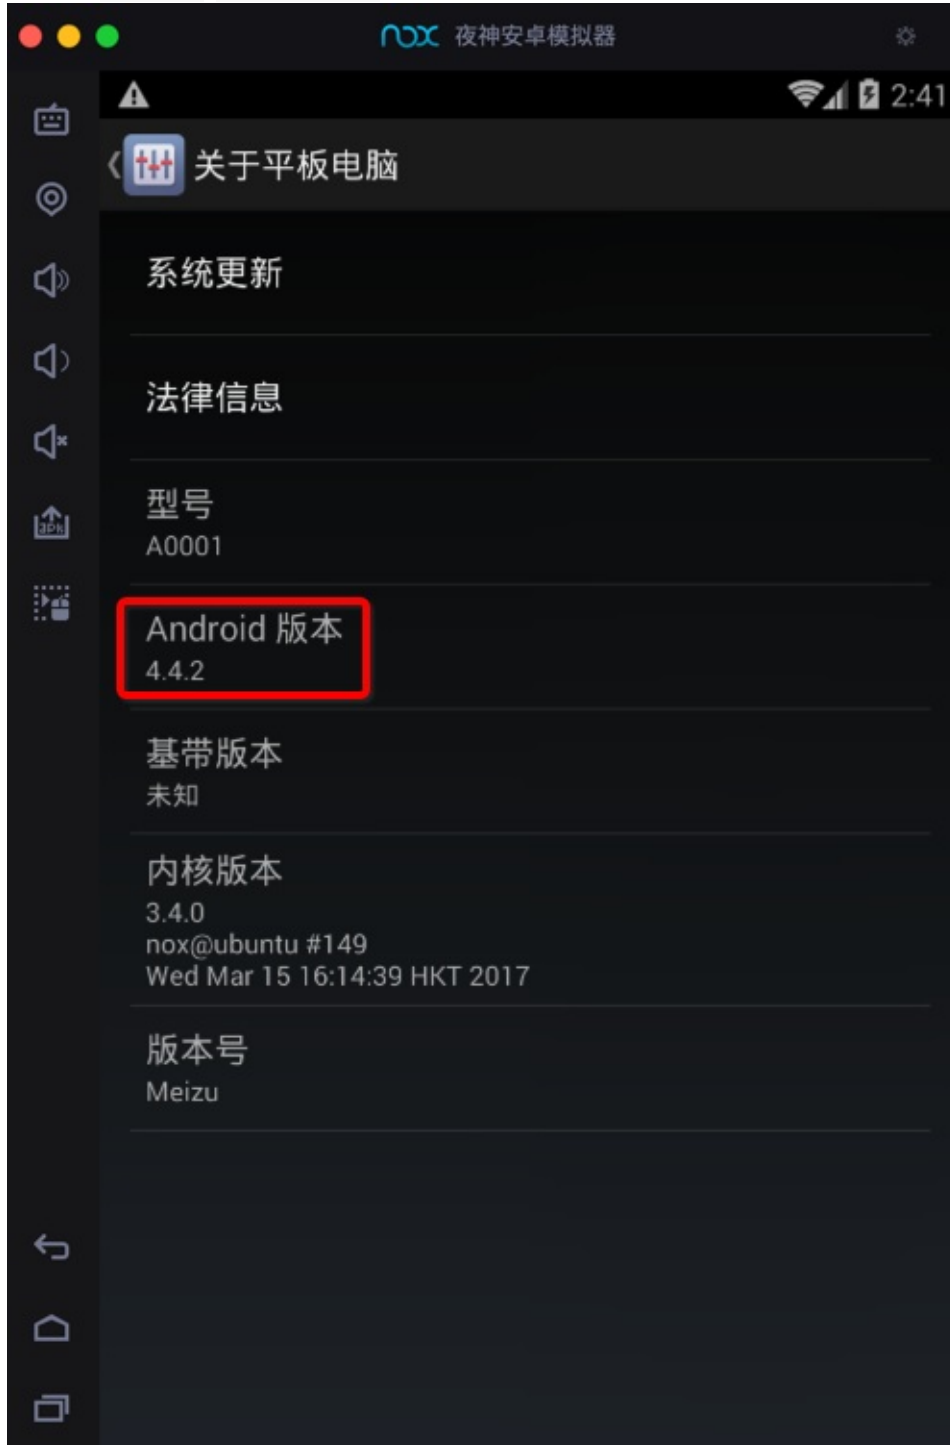 nox 夜神安卓模拟器
2:41
关于平板电脑
系统更新
法律信息
型号
A0001
Android 版本
4.4.2
基带版本
未知
内核版本
3.4.0
nox@ubuntu #149
Wed Mar 15 16:14:39 HKT 2017
版本号
Meizu